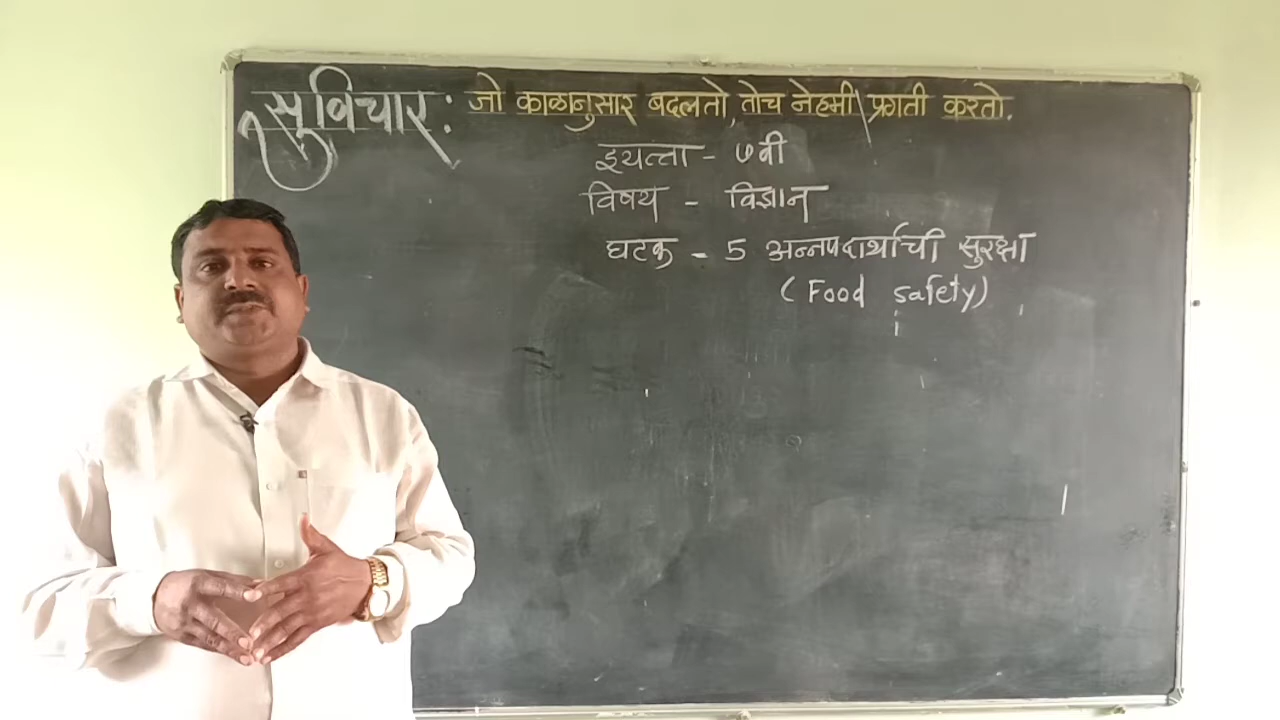 सुविचार: जो काळानुसार बदलतो, तोच नेहमी प्रगती करतो.
इयत्ता - ७वी
विषय - विज्ञान
घटक - 5 अन्नपदार्थाची सुरक्षा
(Food safety)